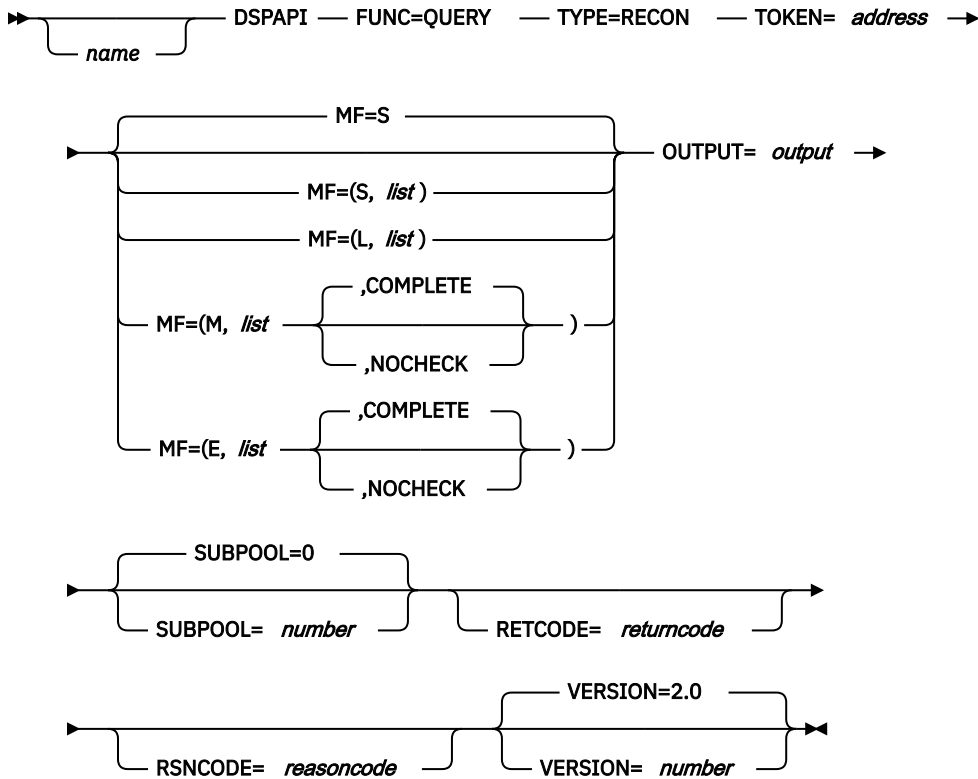 DSPAPI FUNC=QUERY TYPE=RECON TOKEN= address
name
MF=S
OUTPUT= output
MF=(S, list )
MF=(L, list )
,COMPLETE
MF=(M, list )
,NOCHECK
,COMPLETE
MF=(E, list )
,NOCHECK
SUBPOOL=0
SUBPOOL= number RETCODE= returncode
VERSION=2.0
RSNCODE= reasoncode VERSION= number